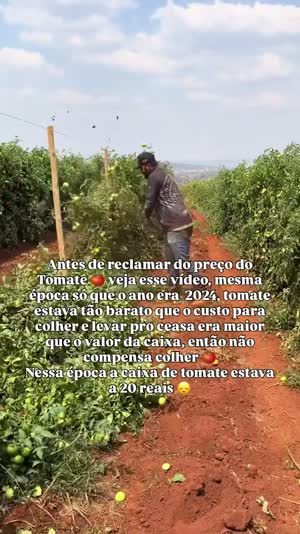 Antes de reclamar do preço do
Tomate 🍅 veja esse vídeo, mesma
época só que o ano era 2024, tomate
estava tão barato que o custo para
colher e levar pro ceasa era maior
que o valor da caixa, então não
compensa colher 🍅
Nessa época a caixa de tomate estava
a 20 reais 😢